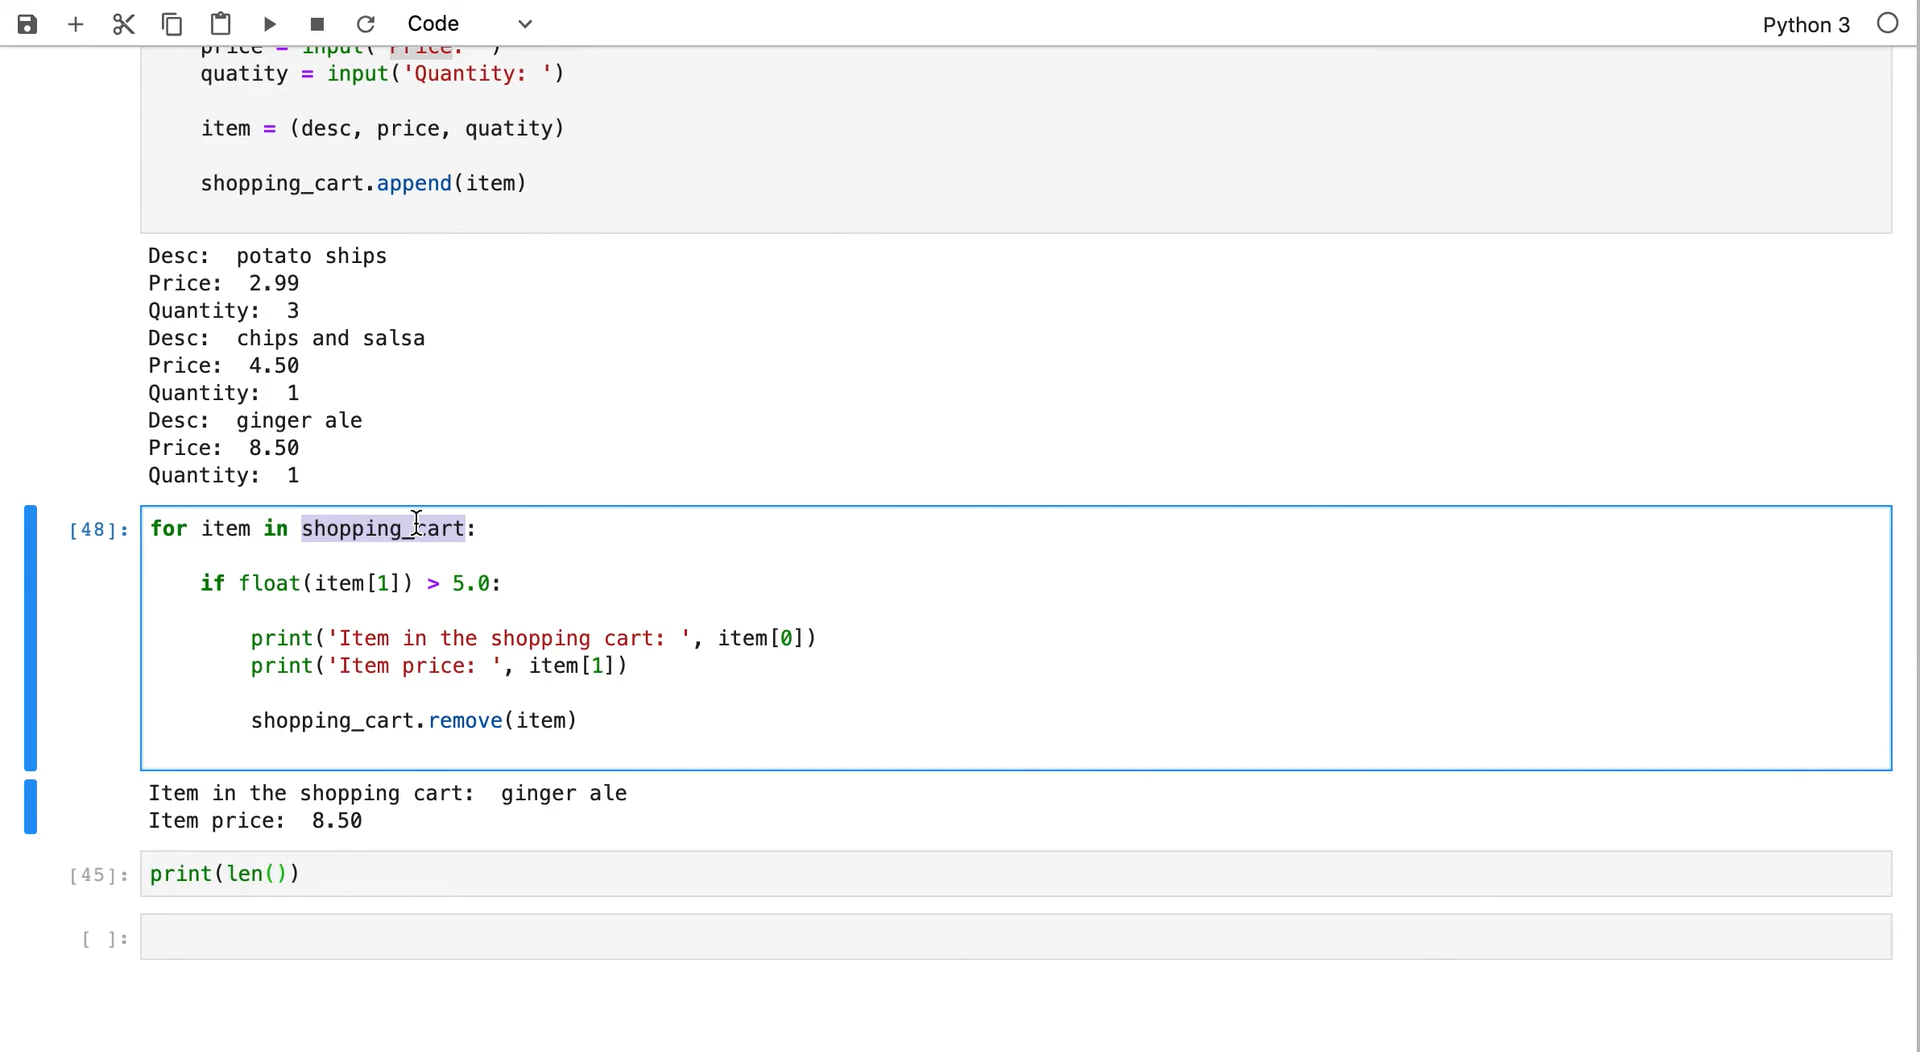 Code
Python 3
price = input('Price: ')
quatity = input('Quantity: ')
item = (desc, price, quatity)
shopping_cart.append(item)
Desc:  potato ships
Price:  2.99
Quantity:  3
Desc:  chips and salsa
Price:  4.50
Quantity:  1
Desc:  ginger ale
Price:  8.50
Quantity:  1
[48]: for item in shopping_cart:
if float(item[1]) > 5.0:
print('Item in the shopping cart: ', item[0])
print('Item price: ', item[1])
shopping_cart.remove(item)
Item in the shopping cart:  ginger ale
Item price:  8.50
[45]: print(len())
[ ]: